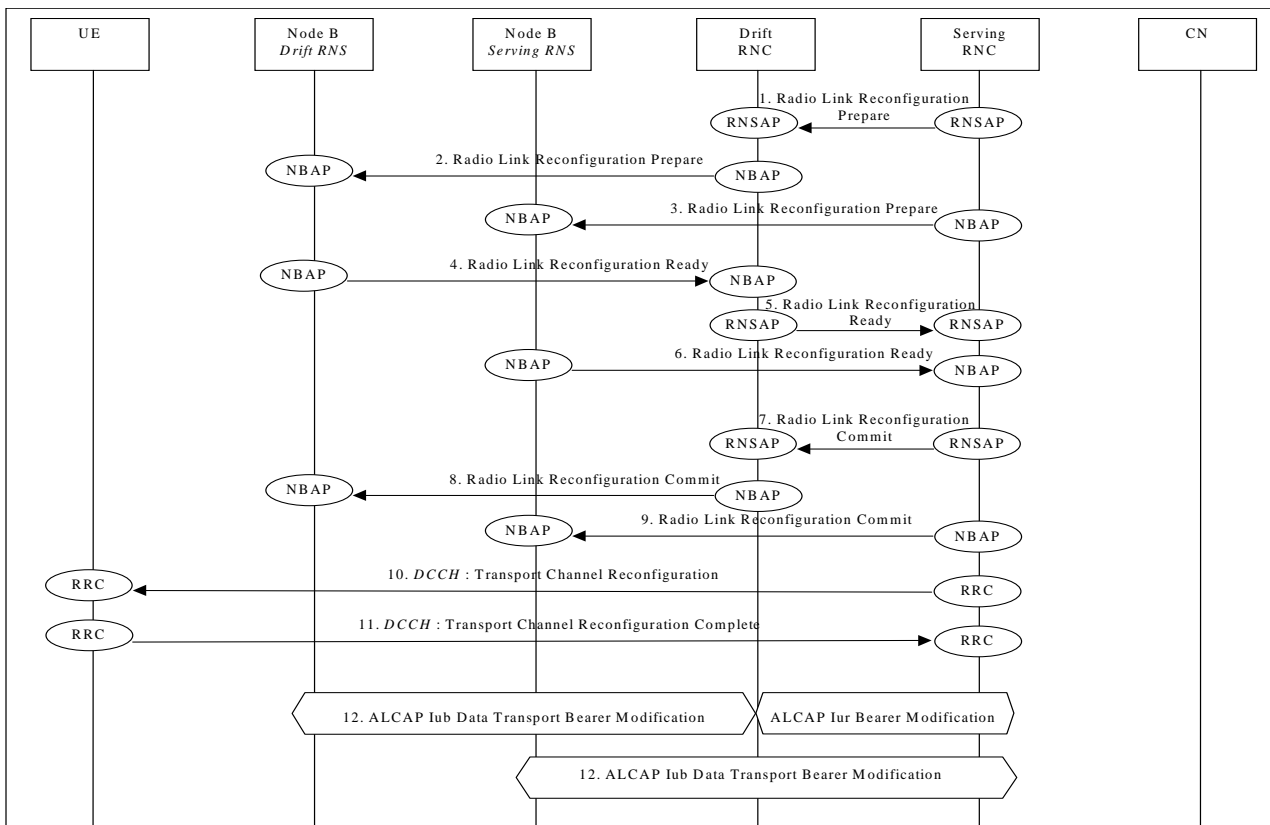 UE
Node B
Drift RNS
Node B
Serving RNS
Drift
RNC
Serving
RNC
CN
1. Radio Link Reconfiguration
Prepare
RNSAP
RNSAP
2. Radio Link Reconfiguration Prepare
NBAP
NBAP
3. Radio Link Reconfiguration Prepare
NBAP
NBAP
4. Radio Link Reconfiguration Ready
NBAP
NBAP
5. Radio Link Reconfiguration
Ready
RNSAP
RNSAP
6. Radio Link Reconfiguration Ready
NBAP
NBAP
7. Radio Link Reconfiguration
Commit
RNSAP
RNSAP
8. Radio Link Reconfiguration Commit
NBAP
NBAP
9. Radio Link Reconfiguration Commit
NBAP
NBAP
10. DCCH : Transport Channel Reconfiguration
RRC
RRC
11. DCCH : Transport Channel Reconfiguration Complete
RRC
RRC
12. ALCAP Iub Data Transport Bearer Modification
ALCAP Iur Bearer Modification
12. ALCAP Iub Data Transport Bearer Modification